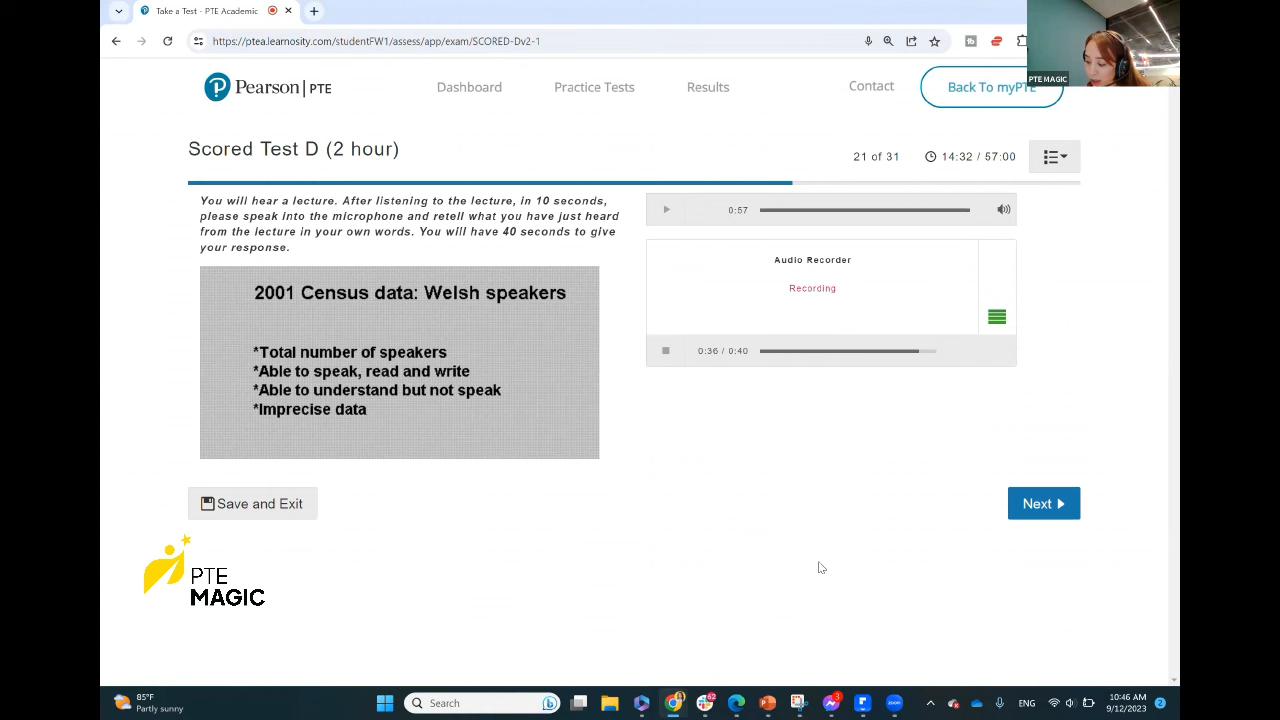 Take a Test - PTE Academic
https://ptea.learnosity.com/studentFW1/assess/app/exam/SCORED-Dv2-1
PTE MAGIC
Pearson | PTE
Dashboard
Practice Tests
Results
Contact
Back To myPTE
Scored Test D (2 hour)
21 of 31
14:32 / 57:00
You will hear a lecture. After listening to the lecture, in 10 seconds,
please speak into the microphone and retell what you have just heard
from the lecture in your own words. You will have 40 seconds to give
your response.
0:57
Audio Recorder
Recording
0:36 / 0:40
2001 Census data: Welsh speakers
*Total number of speakers
*Able to speak, read and write
*Able to understand but not speak
*Imprecise data
Save and Exit
Next
PTE
MAGIC
85°F
Partly sunny
Search
62
3
zoom
ENG
10:46 AM
9/12/2023
2